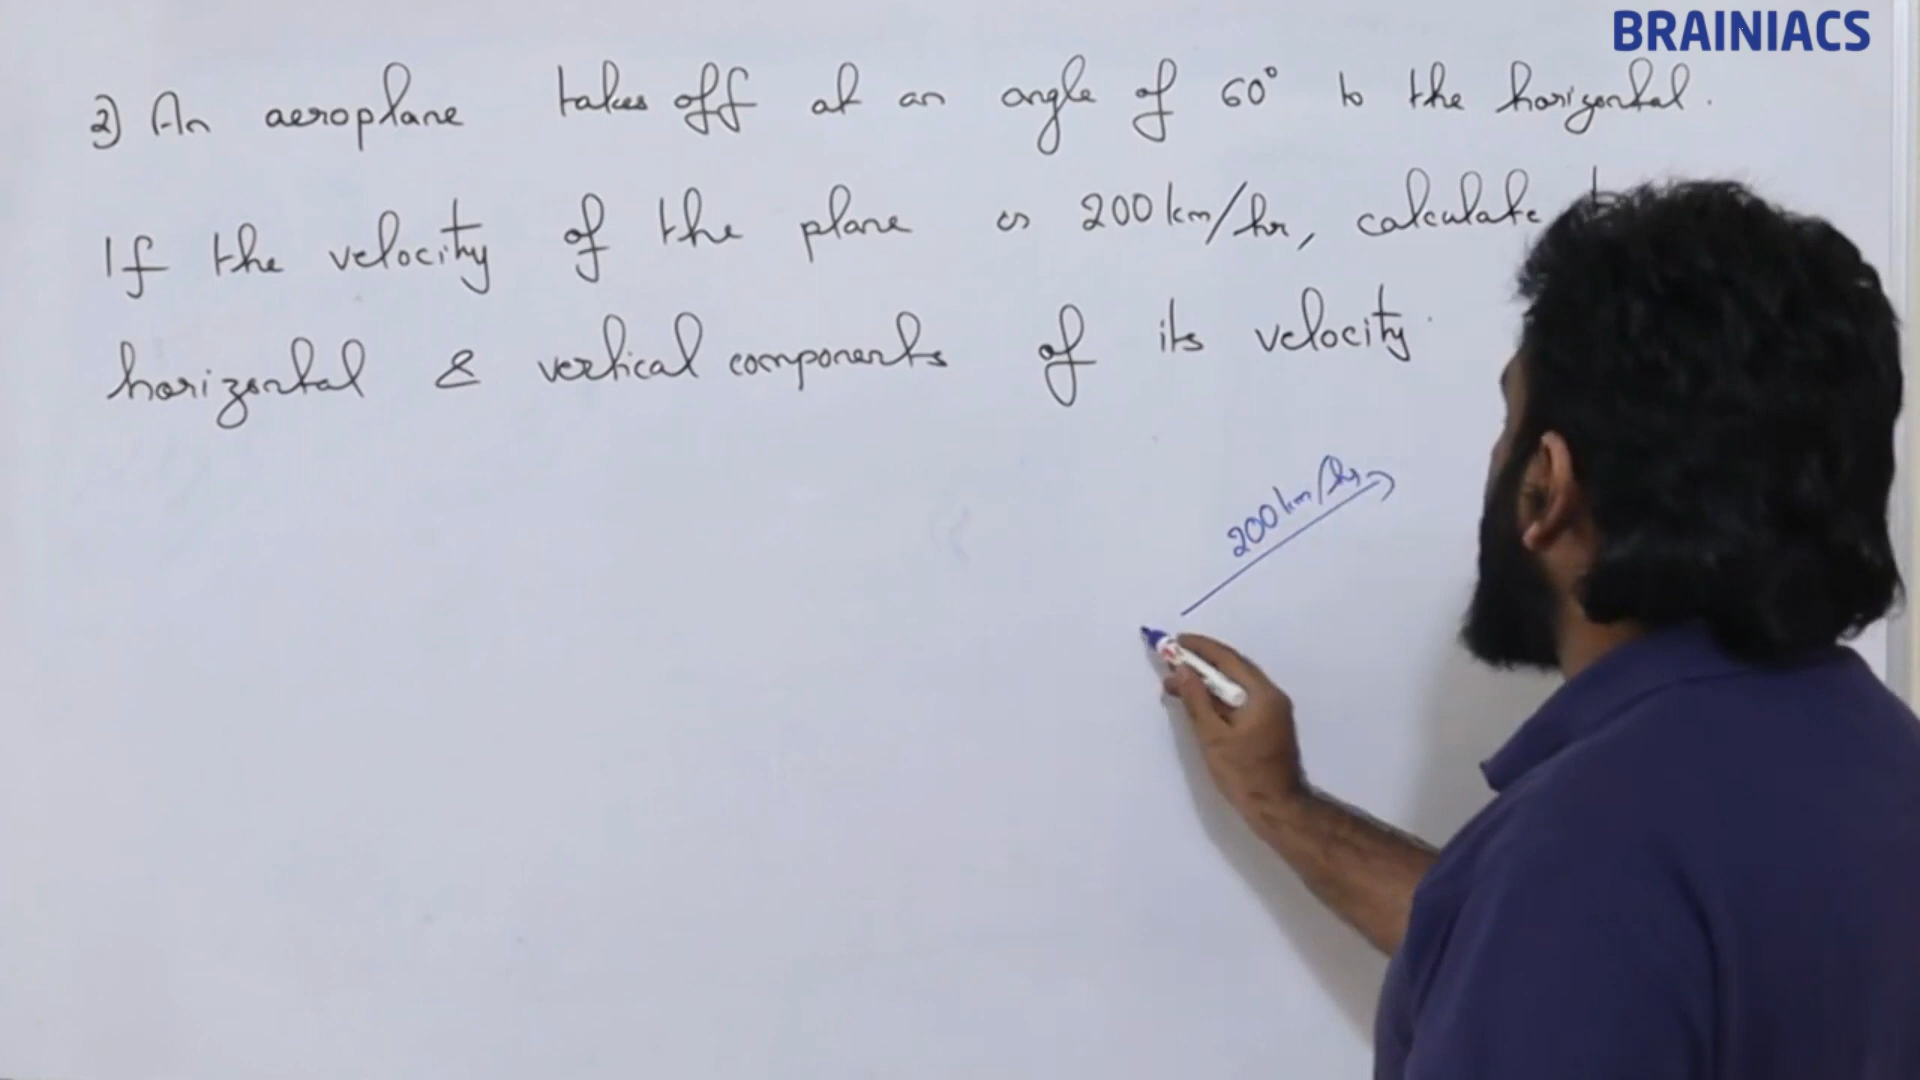 BRAINIACS
2) An aeroplane takes off at an angle of 60° to the horizontal.
If the velocity of the plane is 200 km/hr, calculate
horizontal & vertical components of its velocity.
200 km/hr